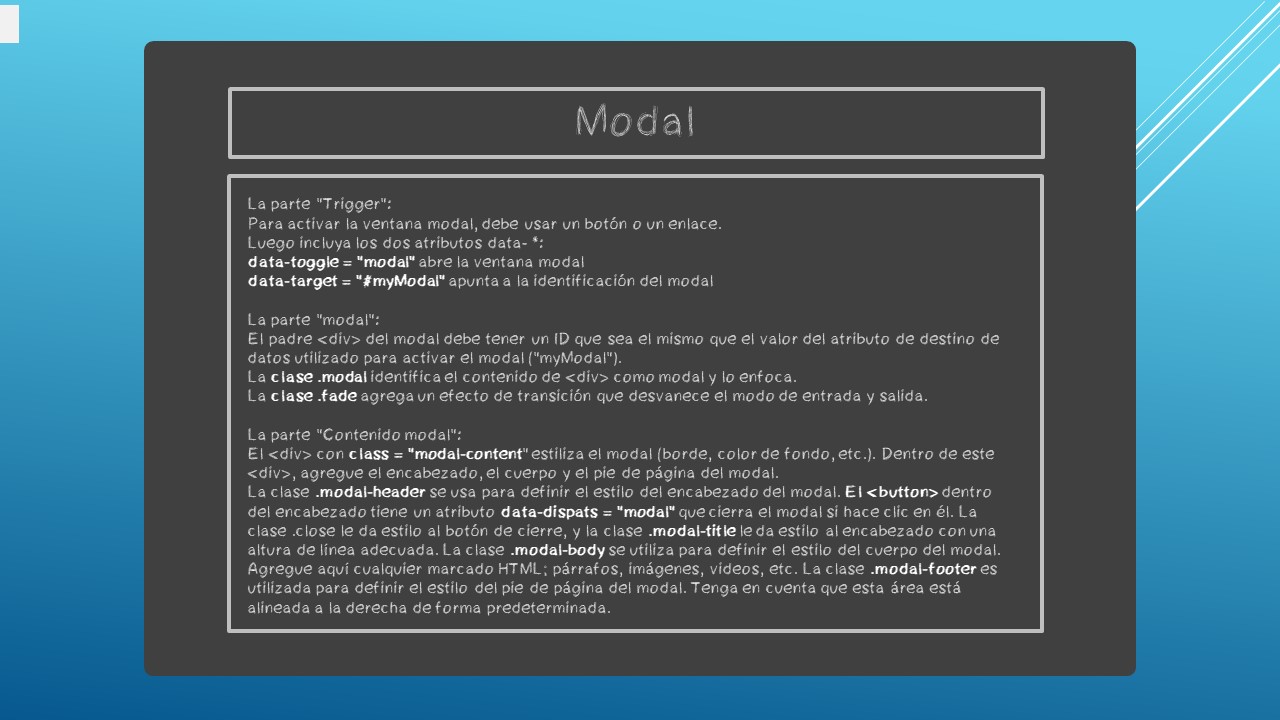 Modal
La parte "Trigger":
Para activar la ventana modal, debe usar un botón o un enlace.
Luego incluya los dos atributos data- *:
data-toggle = "modal" abre la ventana modal
data-target = "#myModal" apunta a la identificación del modal
La parte "modal":
El padre <div> del modal debe tener un ID que sea el mismo que el valor del atributo de destino de
datos utilizado para activar el modal ("myModal").
La clase .modal identifica el contenido de <div> como modal y lo enfoca.
La clase .fade agrega un efecto de transición que desvanece el modo de entrada y salida.
La parte "Contenido modal":
El <div> con class = "modal-content" estiliza el modal (borde, color de fondo, etc.). Dentro de este
<div>, agregue el encabezado, el cuerpo y el pie de página del modal.
La clase .modal-header se usa para definir el estilo del encabezado del modal. El <button> dentro
del encabezado tiene un atributo data-dispats = "modal" que cierra el modal si hace clic en él. La
clase .close le da estilo al botón de cierre, y la clase .modal-title le da estilo al encabezado con una
altura de línea adecuada. La clase .modal-body se utiliza para definir el estilo del cuerpo del modal.
Agregue aquí cualquier marcado HTML; párrafos, imágenes, videos, etc. La clase .modal-footer es
utilizada para definir el estilo del pie de página del modal. Tenga en cuenta que esta área está
alineada a la derecha de forma predeterminada.